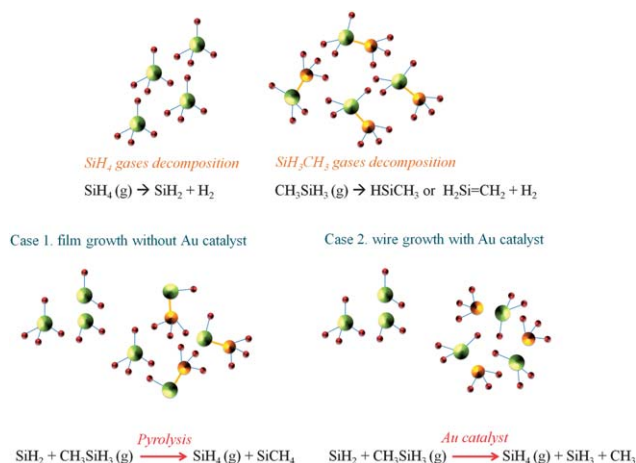 SiH₄ gases decomposition
SiH₃CH₃ gases decomposition
SiH₄ (g) → SiH₂ + H₂
CH₃SiH₃ (g) → HSiCH₃ or H₂Si=CH₂ + H₂
Case 1. film growth without Au catalyst
Case 2. wire growth with Au catalyst
Pyrolysis
SiH₂ + CH₃SiH₃ (g) → SiH₄ (g) + SiCH₄
Au catalyst
SiH₂ + CH₃SiH₃ (g) → SiH₄ (g) + SiH₃ + CH₃